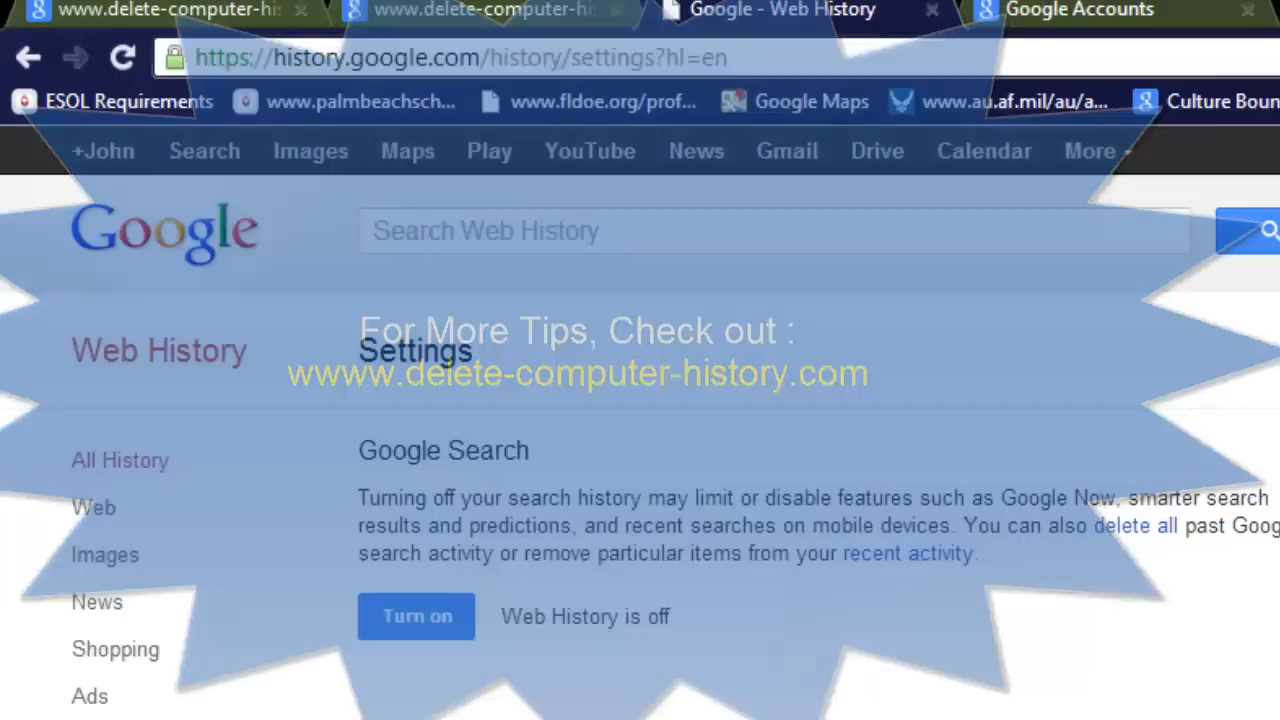 www.delete-computer-his
www.delete-computer-hi
Google - Web History
Google Accounts
https://history.google.com/history/settings?hl=en
ESOL Requirements
www.palmbeachsch...
www.fldoe.org/prof...
Google Maps
www.au.af.mil/au/a...
Culture Boun
+John Search Images Maps Play YouTube News Gmail Drive Calendar More
Google
Search Web History
For More Tips, Check out :
wwww.delete-computer-history.com
Web History
Settings
All History
Web
Images
News
Shopping
Ads
Google Search
Turning off your search history may limit or disable features such as Google Now, smarter search
results and predictions, and recent searches on mobile devices. You can also delete all past Goog
search activity or remove particular items from your recent activity.
Turn on
Web History is off